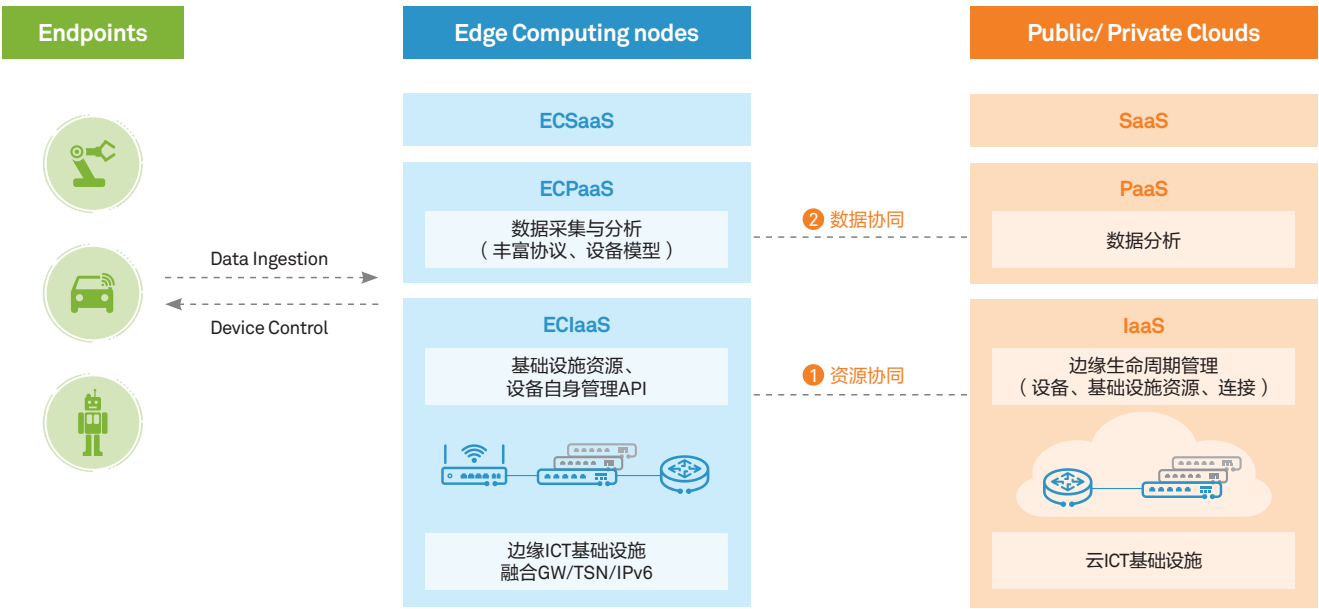 Endpoints
Edge Computing nodes
Public/ Private Clouds
Data Ingestion
Device Control
ECSaaS
ECPaaS
数据采集与分析
（丰富协议、设备模型）
ECIaaS
基础设施资源、
设备自身管理API
边缘ICT基础设施
融合GW/TSN/IPv6
2 数据协同
1 资源协同
SaaS
PaaS
数据分析
IaaS
边缘生命周期管理
（设备、基础设施资源、连接）
云ICT基础设施